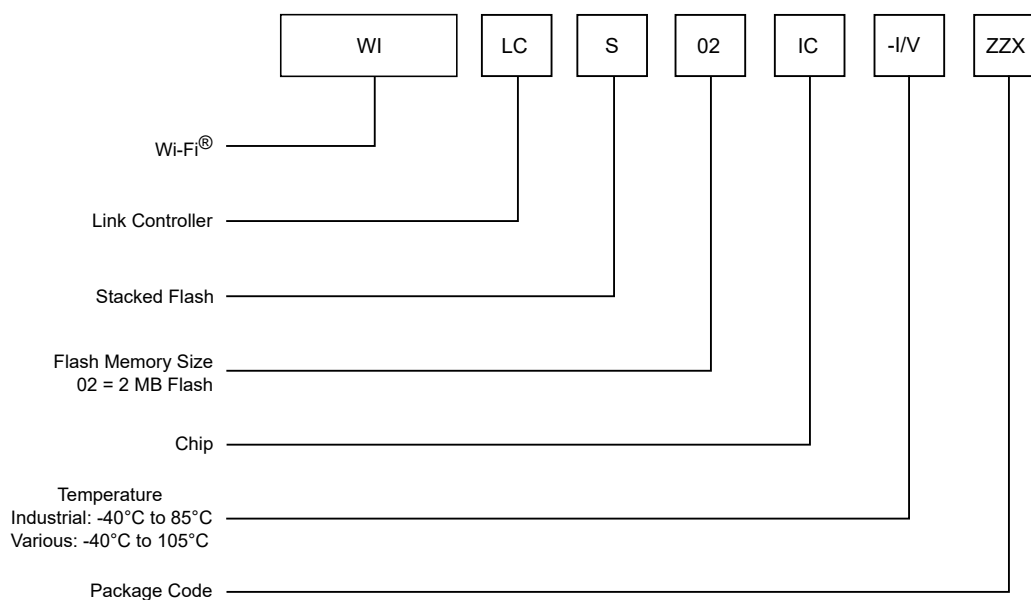 WI LC S 02 IC -I/V ZZX
Wi-Fi®
Link Controller
Stacked Flash
Flash Memory Size
02 = 2 MB Flash
Chip
Temperature
Industrial: -40°C to 85°C
Various: -40°C to 105°C
Package Code